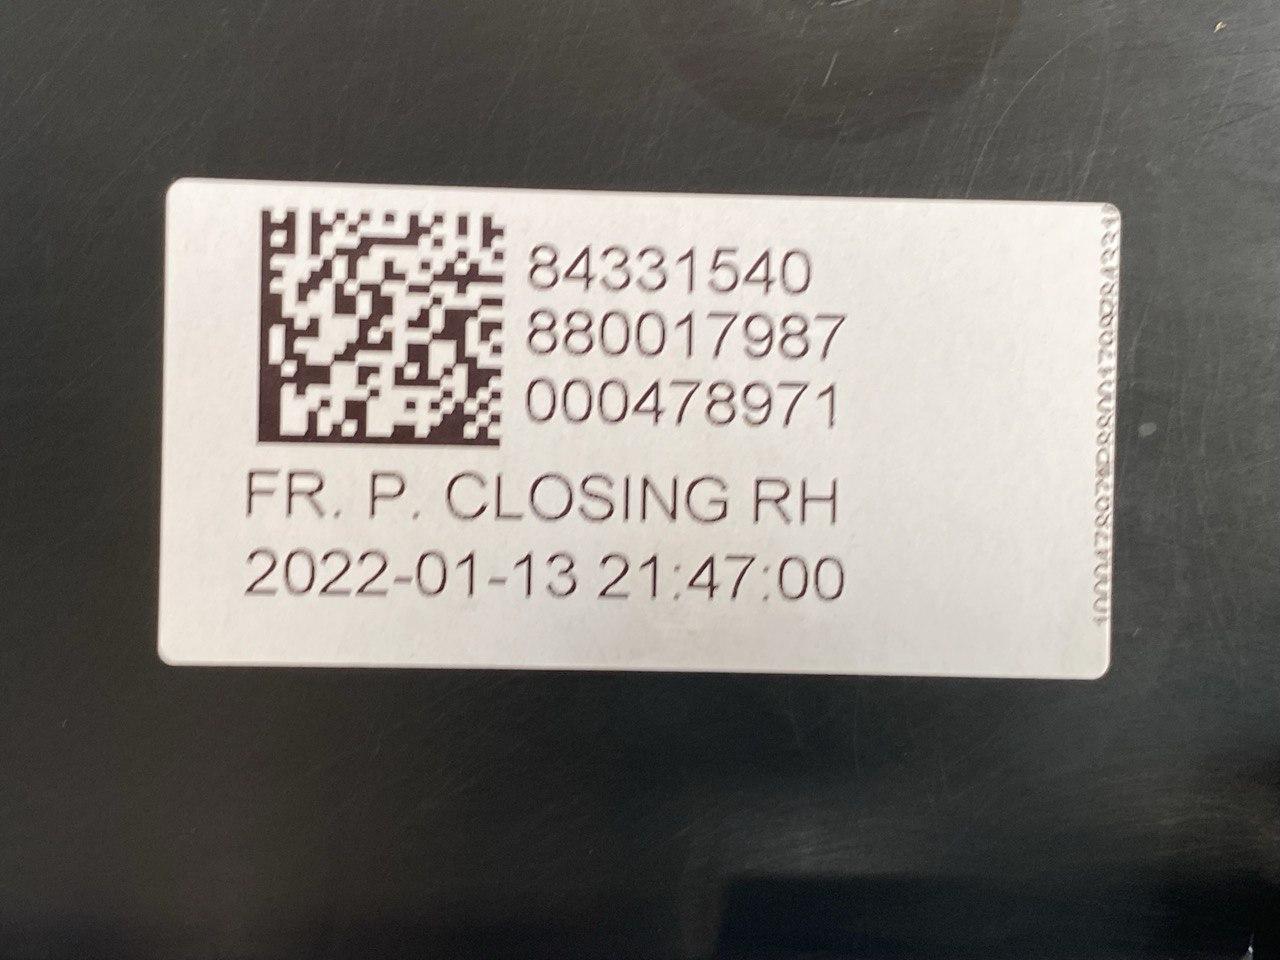 84331540
880017987
000478971
FR. P. CLOSING RH
2022-01-13 21:47:00